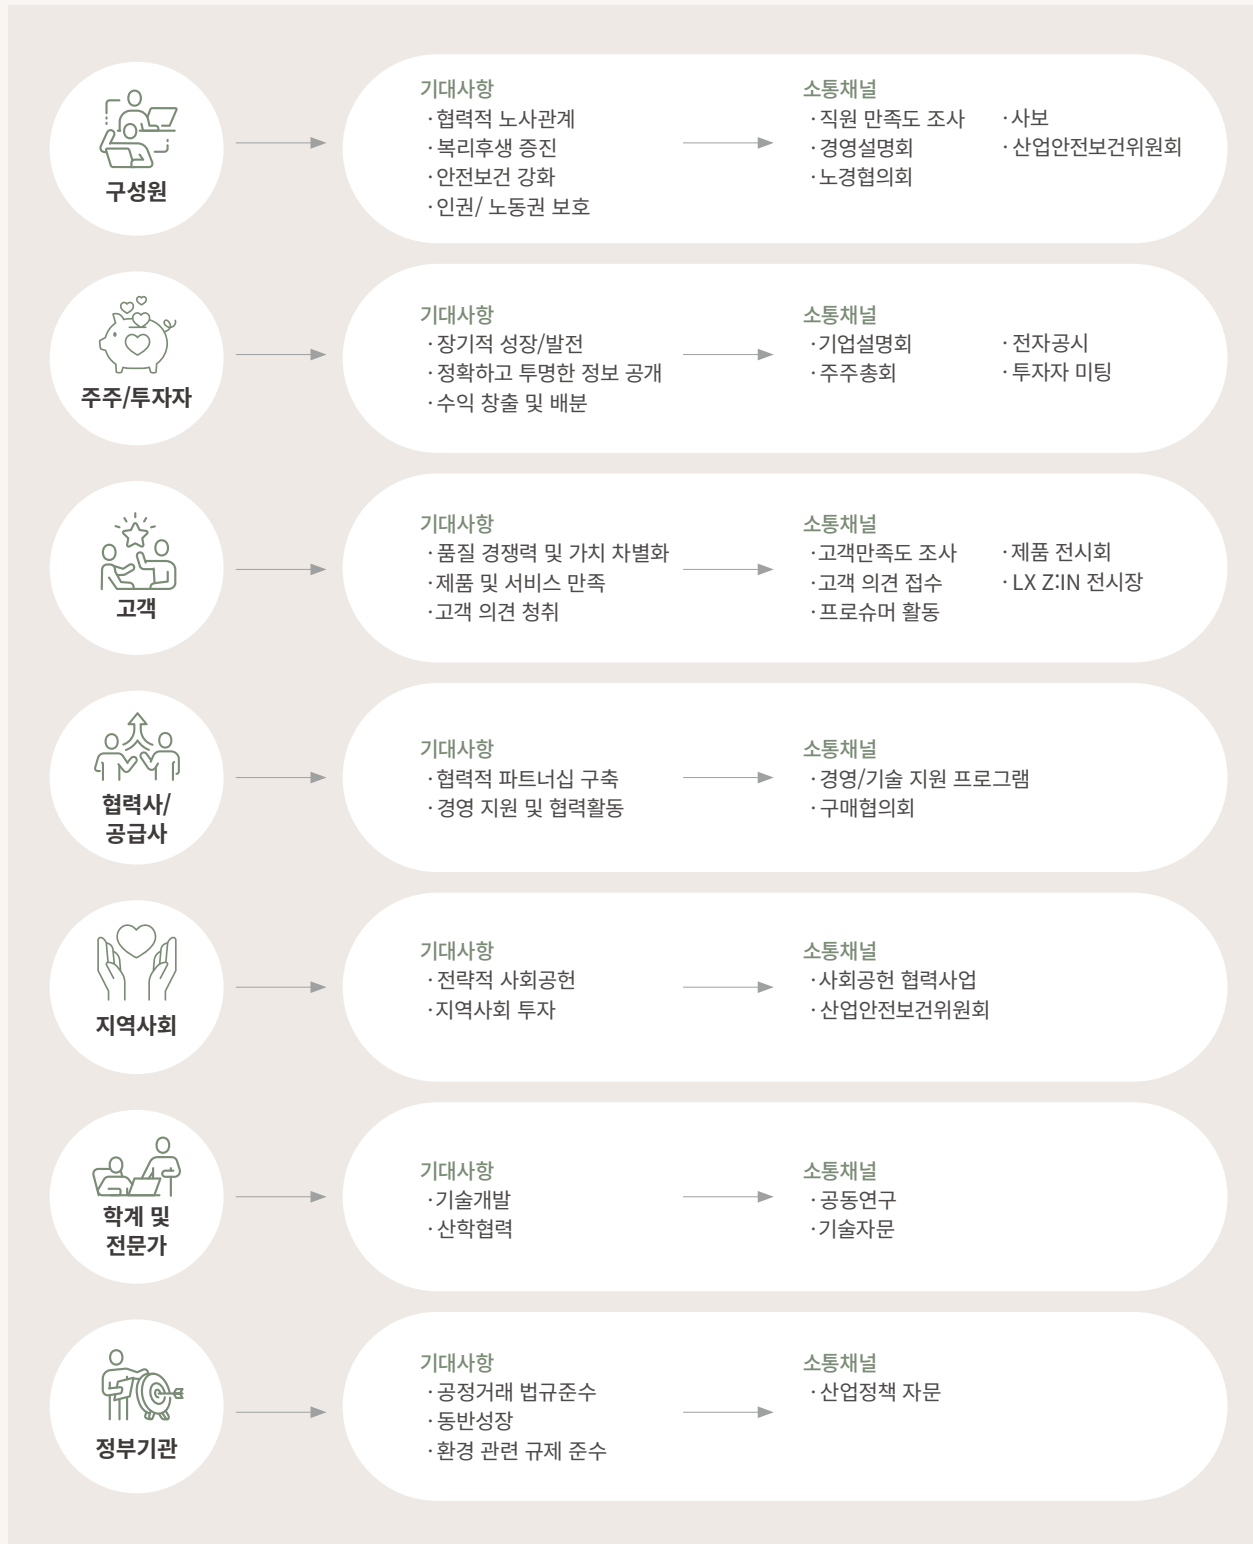 구성원
기대사항
·협력적 노사관계
·복리후생 증진
·안전보건 강화
·인권/ 노동권 보호
소통채널
·직원 만족도 조사
·경영설명회
·노경협의회
·사보
·산업안전보건위원회
주주/투자자
기대사항
·장기적 성장/발전
·정확하고 투명한 정보 공개
·수익 창출 및 배분
소통채널
·기업설명회
·주주총회
·전자공시
·투자자 미팅
고객
기대사항
·품질 경쟁력 및 가치 차별화
·제품 및 서비스 만족
·고객 의견 청취
소통채널
·고객만족도 조사
·고객 의견 접수
·프로슈머 활동
·제품 전시회
·LX Z:IN 전시장
협력사/
공급사
기대사항
·협력적 파트너십 구축
·경영 지원 및 협력활동
소통채널
·경영/기술 지원 프로그램
·구매협의회
지역사회
기대사항
·전략적 사회공헌
·지역사회 투자
소통채널
·사회공헌 협력사업
·산업안전보건위원회
학계 및
전문가
기대사항
·기술개발
·산학협력
소통채널
·공동연구
·기술자문
정부기관
기대사항
·공정거래 법규준수
·동반성장
·환경 관련 규제 준수
소통채널
·산업정책 자문